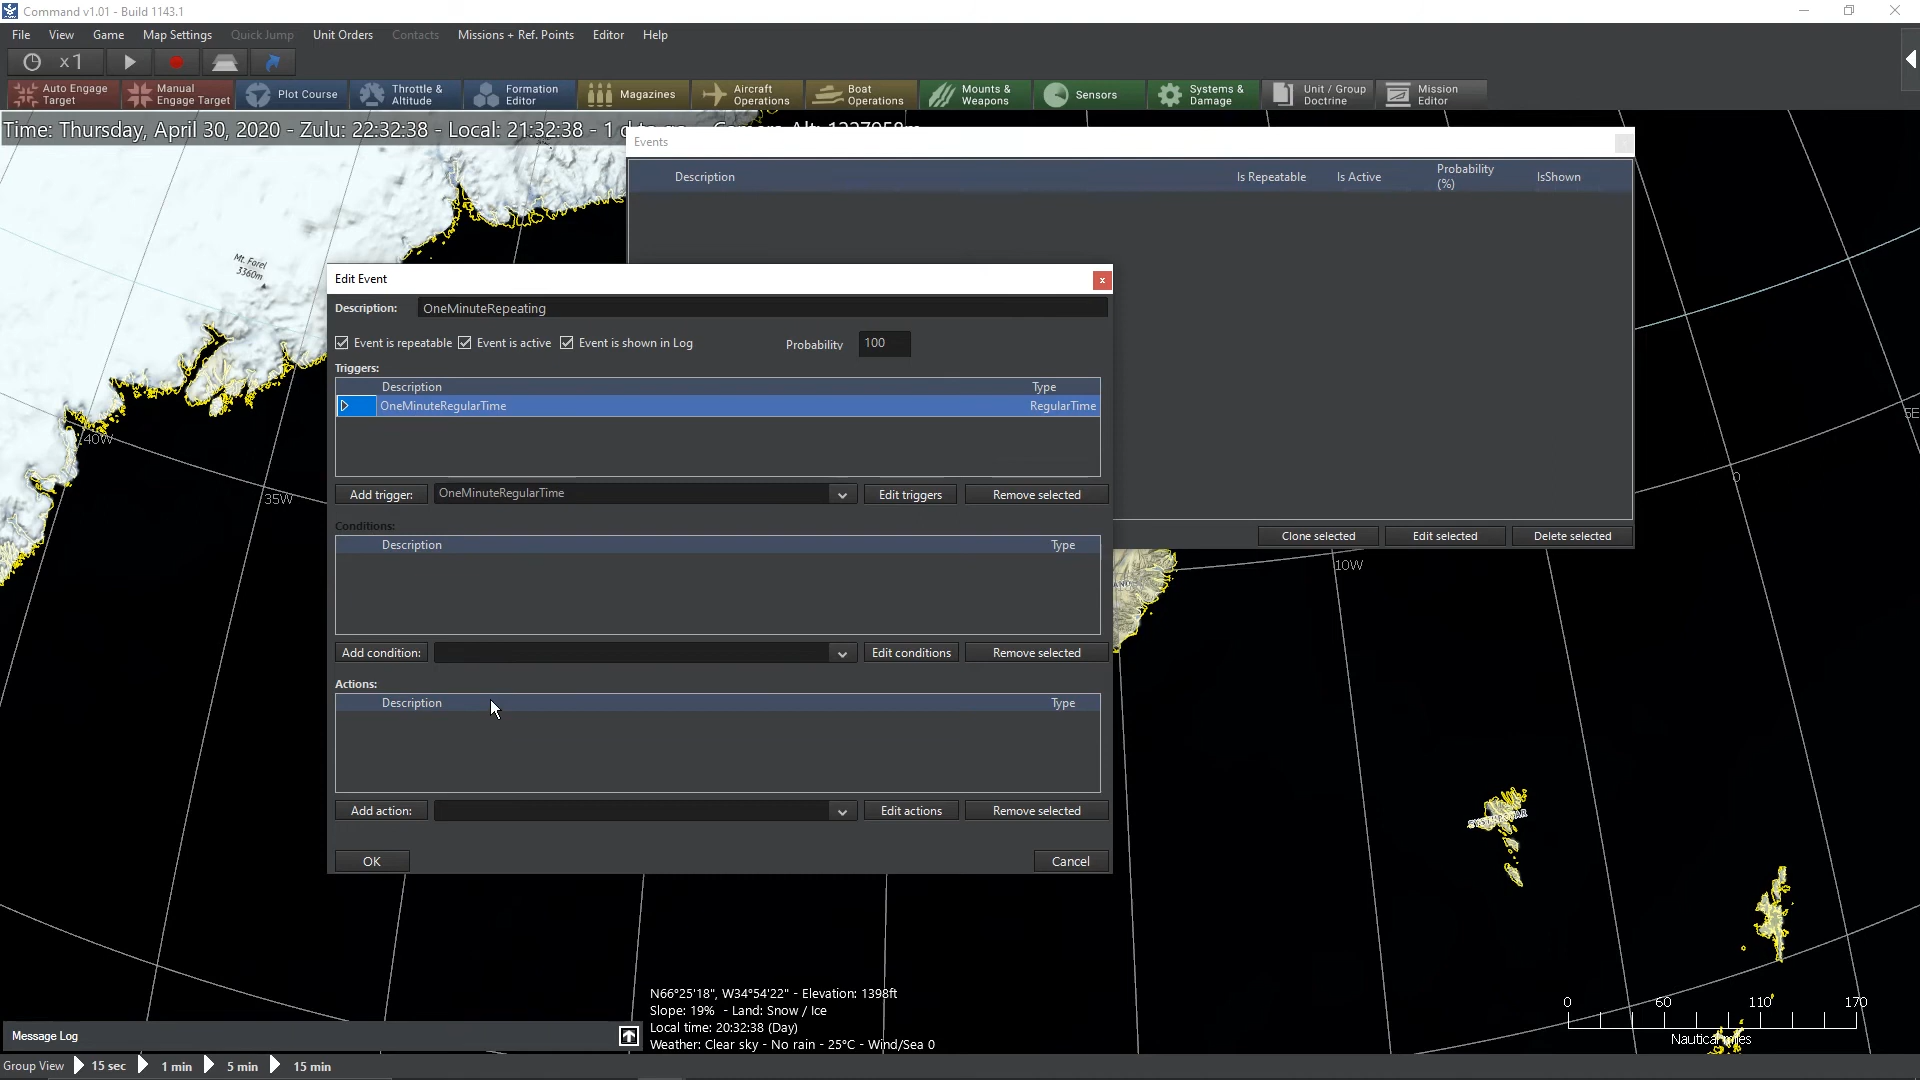 Command v1.01 - Build 1143.1
File View Game Map Settings Quick Jump Unit Orders Contacts Missions + Ref. Points Editor Help
x1
Auto Engage Target
Manual Engage Target
Plot Course
Throttle & Altitude
Formation Editor
Magazines
Aircraft Operations
Boat Operations
Mounts & Weapons
Sensors
Systems & Damage
Unit / Group Doctrine
Mission Editor
Time: Thursday, April 30, 2020 - Zulu: 22:32:38 - Local: 21:32:38 - 1 d
Events
Description Is Repeatable Is Active Probability (%) IsShown
Mt. Forel
3360m
Edit Event
x
Description: OneMinuteRepeating
Event is repeatable Event is active Event is shown in Log Probability 100
Triggers:
Description Type
OneMinuteRegularTime RegularTime
40W
35W
5E
0
Add trigger: OneMinuteRegularTime Edit triggers Remove selected
Conditions:
Description Type
Clone selected Edit selected Delete selected
10W
Add condition: Edit conditions Remove selected
Actions:
Description Type
Add action: Edit actions Remove selected
OK Cancel
N66°25'18", W34°54'22" - Elevation: 1398ft
Slope: 19% - Land: Snow / Ice
Local time: 20:32:38 (Day)
Weather: Clear sky - No rain - 25°C - Wind/Sea 0
0 60 110 170
Nautical miles
Message Log
Group View 15 sec 1 min 5 min 15 min